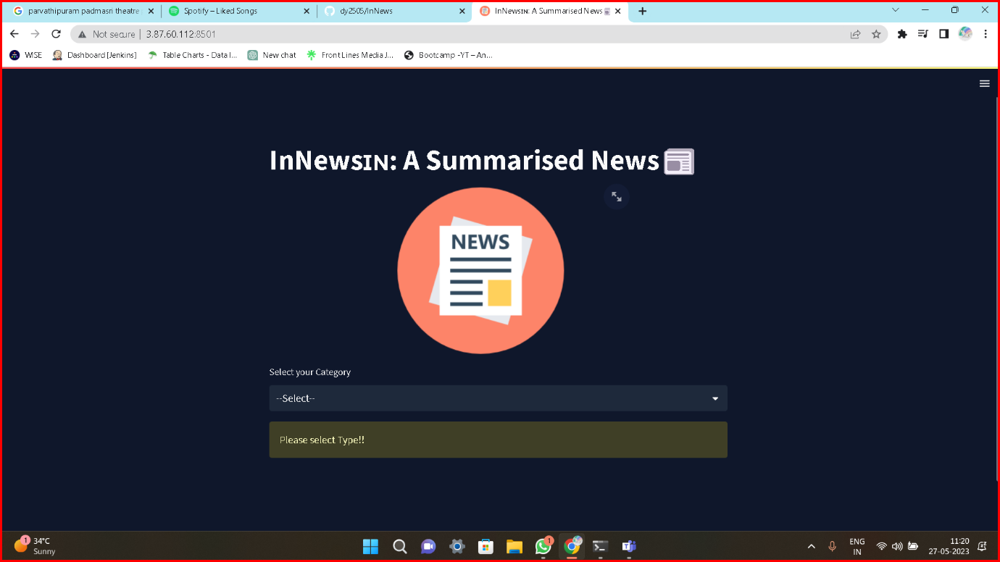 parvathipuram padmasri theatre
Spotify – Liked Songs
dy2505/InNews
InNewsɪɴ: A Summarised News
Not secure | 3.87.60.112:8501
WISE
Dashboard [Jenkins]
Table Charts - Data I...
New chat
Front Lines Media J...
Bootcamp -YT – An...
InNewsɪɴ: A Summarised News
NEWS
Select your Category
--Select--
Please select Type!!
1
34°C
Sunny
1
ENG
IN
11:20
27-05-2023